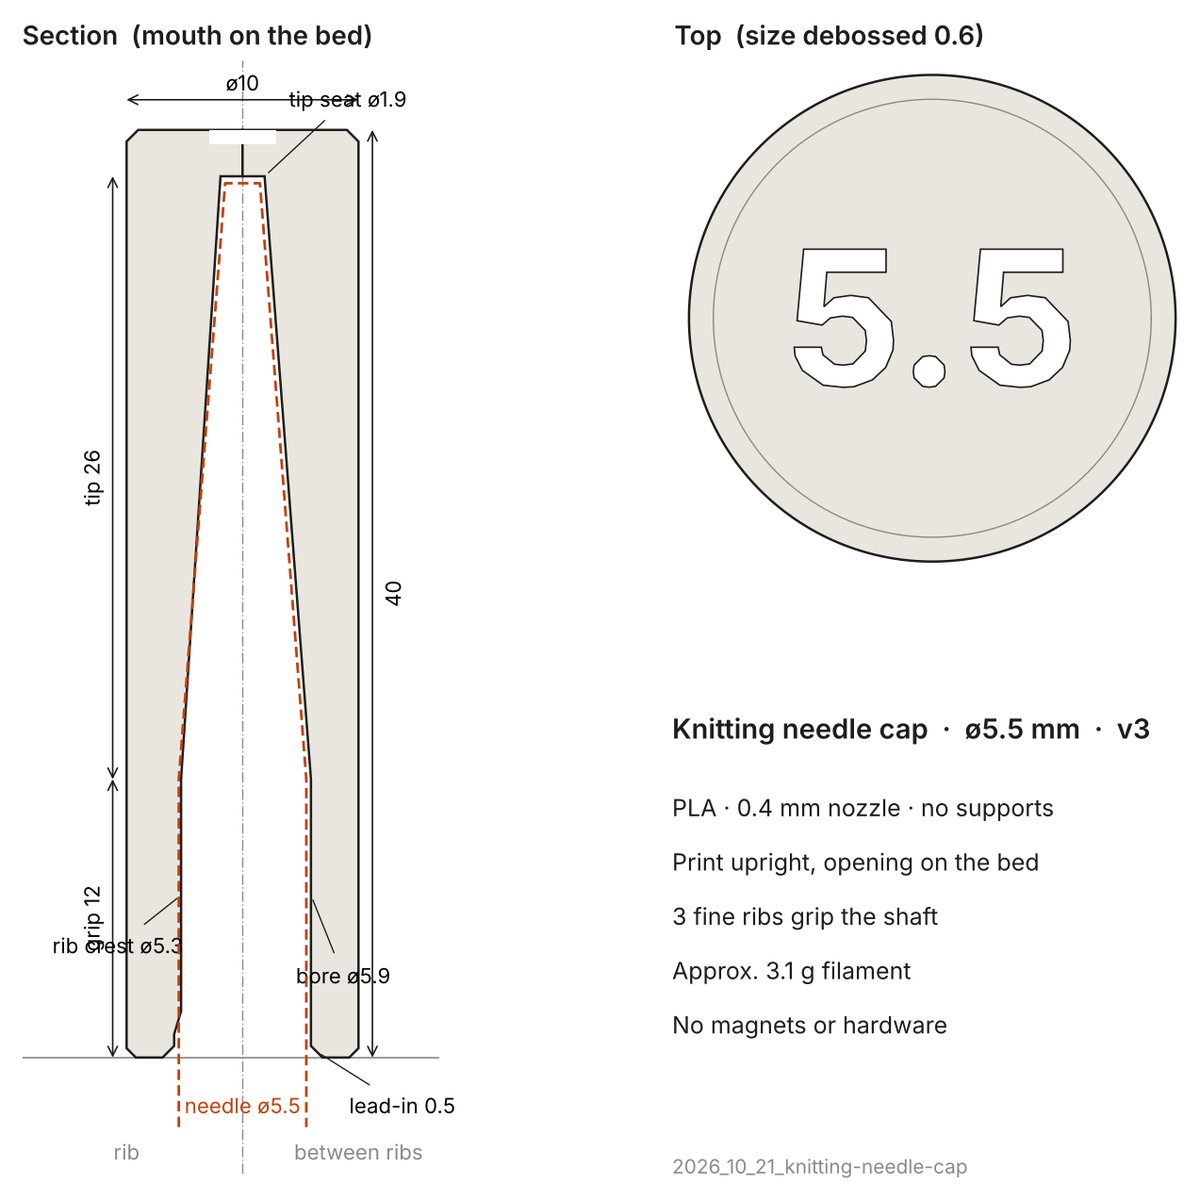 Section (mouth on the bed)
ø10
tip seat ø1.9
tip 26
40
grip 12
rib crest ø5.3
bore ø5.9
needle ø5.5
lead-in 0.5
rib
between ribs
Top (size debossed 0.6)
5.5
Knitting needle cap · ø5.5 mm · v3
PLA · 0.4 mm nozzle · no supports
Print upright, opening on the bed
3 fine ribs grip the shaft
Approx. 3.1 g filament
No magnets or hardware
2026_10_21_knitting-needle-cap